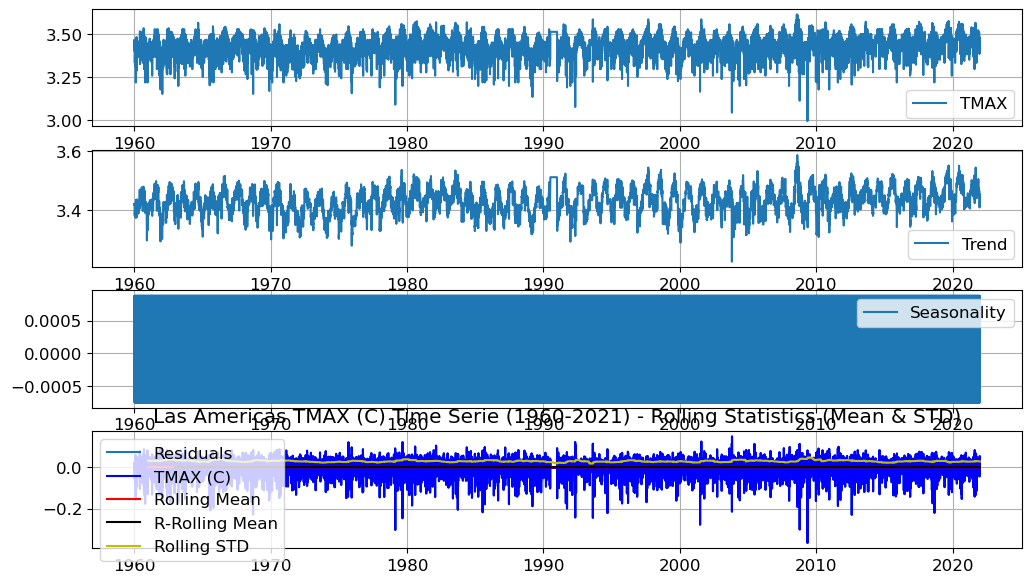 3.50
3.25
3.00
TMAX
1960 1970 1980 1990 2000 2010 2020
3.6
3.4
Trend
1960 1970 1980 1990 2000 2010 2020
0.0005
0.0000
−0.0005
Seasonality
1960 1970 1980 1990 2000 2010 2020
Las Americas TMAX (C) Time Serie (1960-2021) - Rolling Statistics (Mean & STD)
0.0
−0.2
Residuals
TMAX (C)
Rolling Mean
R-Rolling Mean
Rolling STD
1960 1970 1980 1990 2000 2010 2020